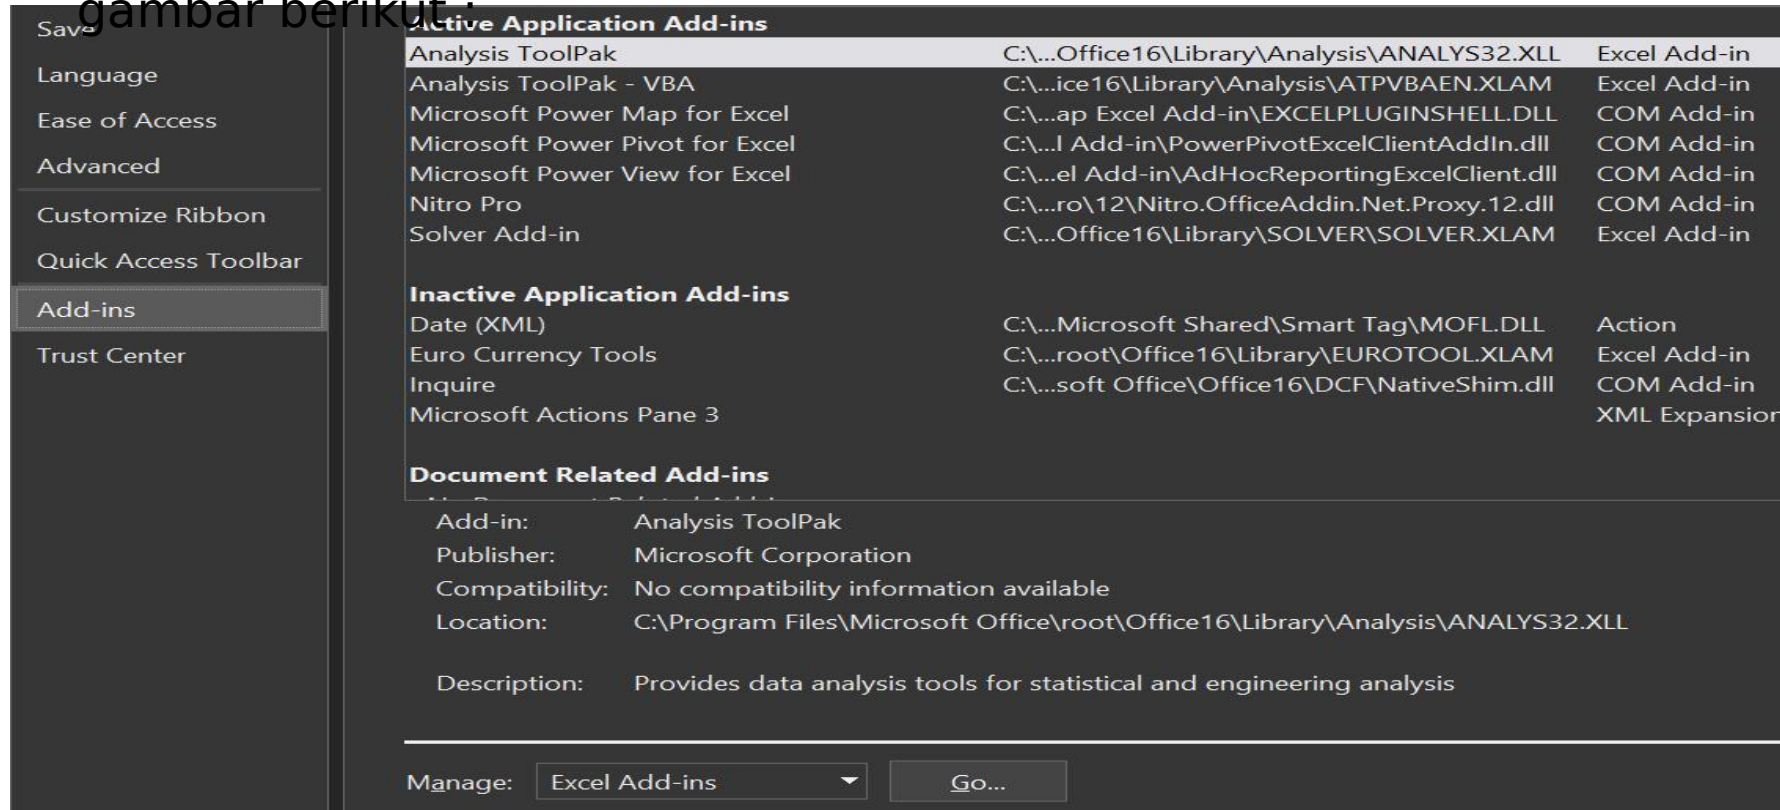 gambar berikut :
Save
Language
Ease of Access
Advanced
Customize Ribbon
Quick Access Toolbar
Add-ins
Trust Center
Active Application Add-ins
Analysis ToolPak C:\...Office16\Library\Analysis\ANALYS32.XLL Excel Add-in
Analysis ToolPak - VBA C:\...ice16\Library\Analysis\ATPVBAEN.XLAM Excel Add-in
Microsoft Power Map for Excel C:\...ap Excel Add-in\EXCELPLUGINSHELL.DLL COM Add-in
Microsoft Power Pivot for Excel C:\...l Add-in\PowerPivotExcelClientAddIn.dll COM Add-in
Microsoft Power View for Excel C:\...el Add-in\AdHocReportingExcelClient.dll COM Add-in
Nitro Pro C:\...ro\12\Nitro.OfficeAddin.Net.Proxy.12.dll COM Add-in
Solver Add-in C:\...Office16\Library\SOLVER\SOLVER.XLAM Excel Add-in
Inactive Application Add-ins
Date (XML) C:\...Microsoft Shared\Smart Tag\MOFL.DLL Action
Euro Currency Tools C:\...root\Office16\Library\EUROTOOL.XLAM Excel Add-in
Inquire C:\...soft Office\Office16\DCF\NativeShim.dll COM Add-in
Microsoft Actions Pane 3 XML Expansion
Document Related Add-ins
Add-in: Analysis ToolPak
Publisher: Microsoft Corporation
Compatibility: No compatibility information available
Location: C:\Program Files\Microsoft Office\root\Office16\Library\Analysis\ANALYS32.XLL
Description: Provides data analysis tools for statistical and engineering analysis
Manage: Excel Add-ins Go...